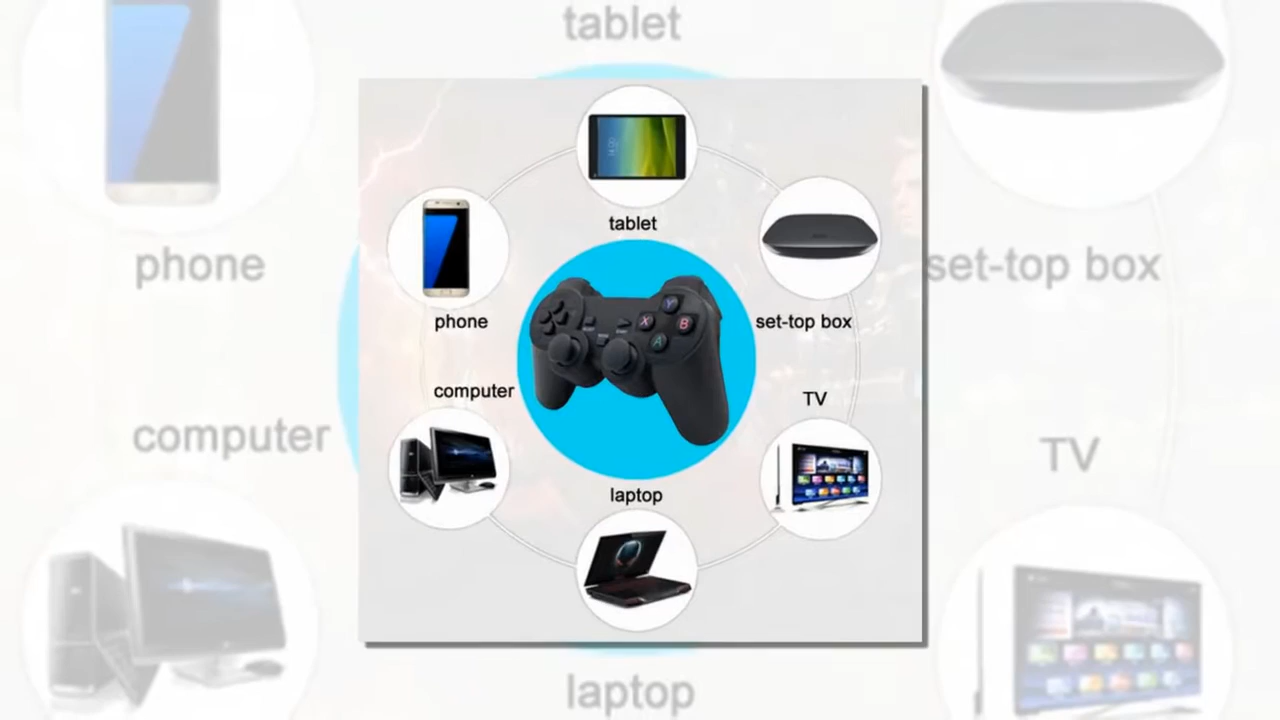 tablet
tablet
phone
set-top box
phone
set-top box
Y
X
B
A
computer
TV
computer
TV
laptop
laptop